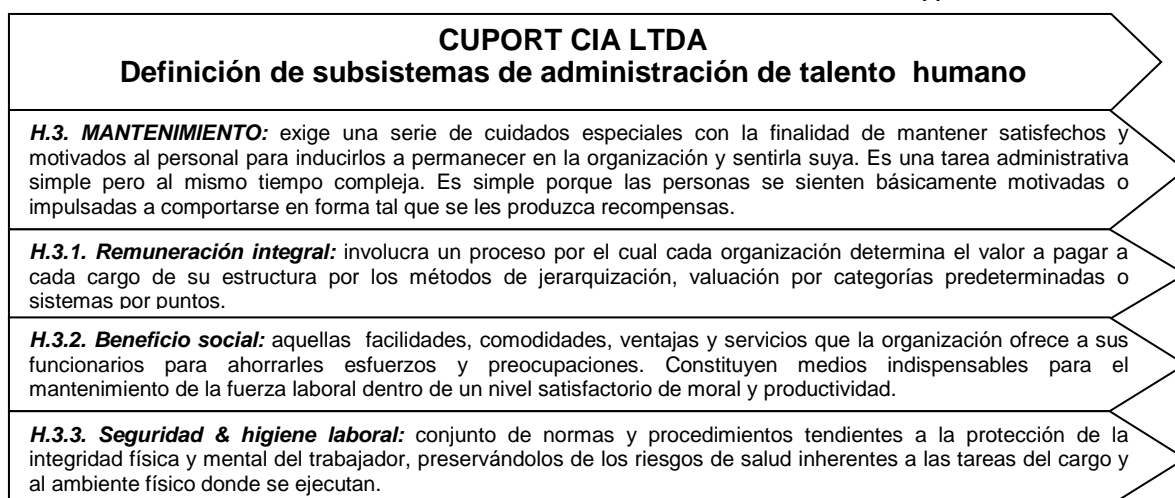 CUPORT CIA LTDA
Definición de subsistemas de administración de talento humano
H.3. MANTENIMIENTO: exige una serie de cuidados especiales con la finalidad de mantener satisfechos y
motivados al personal para inducirlos a permanecer en la organización y sentirla suya. Es una tarea administrativa
simple pero al mismo tiempo compleja. Es simple porque las personas se sienten básicamente motivadas o
impulsadas a comportarse en forma tal que se les produzca recompensas.
H.3.1. Remuneración integral: involucra un proceso por el cual cada organización determina el valor a pagar a
cada cargo de su estructura por los métodos de jerarquización, valuación por categorías predeterminadas o
sistemas por puntos.
H.3.2. Beneficio social: aquellas facilidades, comodidades, ventajas y servicios que la organización ofrece a sus
funcionarios para ahorrarles esfuerzos y preocupaciones. Constituyen medios indispensables para el
mantenimiento de la fuerza laboral dentro de un nivel satisfactorio de moral y productividad.
H.3.3. Seguridad & higiene laboral: conjunto de normas y procedimientos tendientes a la protección de la
integridad física y mental del trabajador, preservándolos de los riesgos de salud inherentes a las tareas del cargo y
al ambiente físico donde se ejecutan.